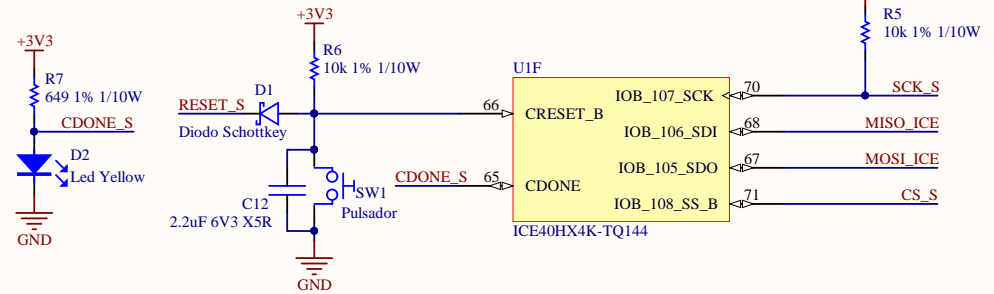 +3V3
R7
649 1% 1/10W
CDONE_S
D2
Led Yellow
GND
+3V3
R6
10k 1% 1/10W
D1
RESET_S
Diodo Schottkey
C12
2.2uF 6V3 X5R
SW1
Pulsador
GND
CDONE_S
U1F
66
CRESET_B
65
CDONE
IOB_107_SCK
70
SCK_S
IOB_106_SDI
68
MISO_ICE
IOB_105_SDO
67
MOSI_ICE
IOB_108_SS_B
71
CS_S
ICE40HX4K-TQ144
R5
10k 1% 1/10W